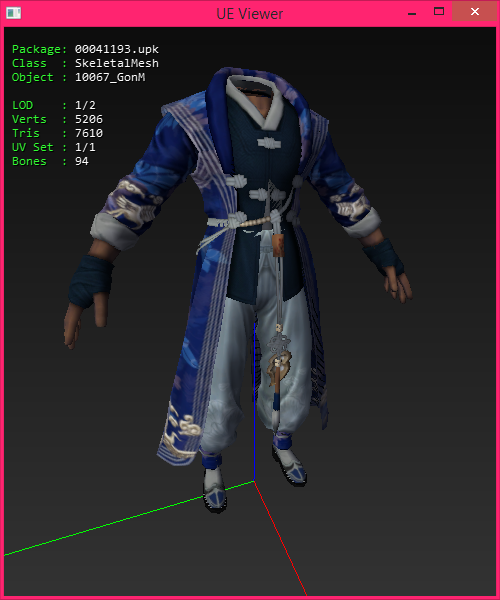 UE Viewer
Package: 00041193.upk
Class : SkeletalMesh
Object : 10067_GonM
LOD : 1/2
Verts : 5206
Tris : 7610
UV Set : 1/1
Bones : 94